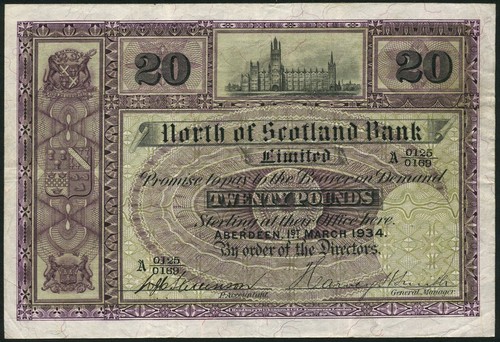 20
20
North of Scotland Bank
Limited
A 0125/0169
Promise to pay to the Bearer on Demand
TWENTY POUNDS
Sterling at their Office here.
ABERDEEN, 1ST MARCH 1934.
By order of the Directors.
A 0125/0169
p. Accountant.
General Manager